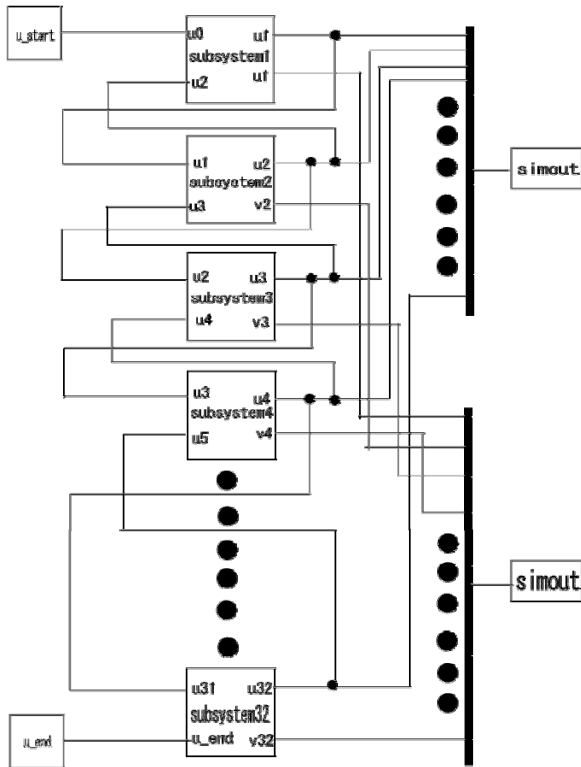 u_start
u0
u1
subsystem1
u1
u2
u1
u2
subsystem2
u3
v2
u2
u3
subsystem3
u4
v3
u3
u4
subsystem4
u5
v4
u31
u32
subsystem32
u_end
v32
u_end
simout
simout